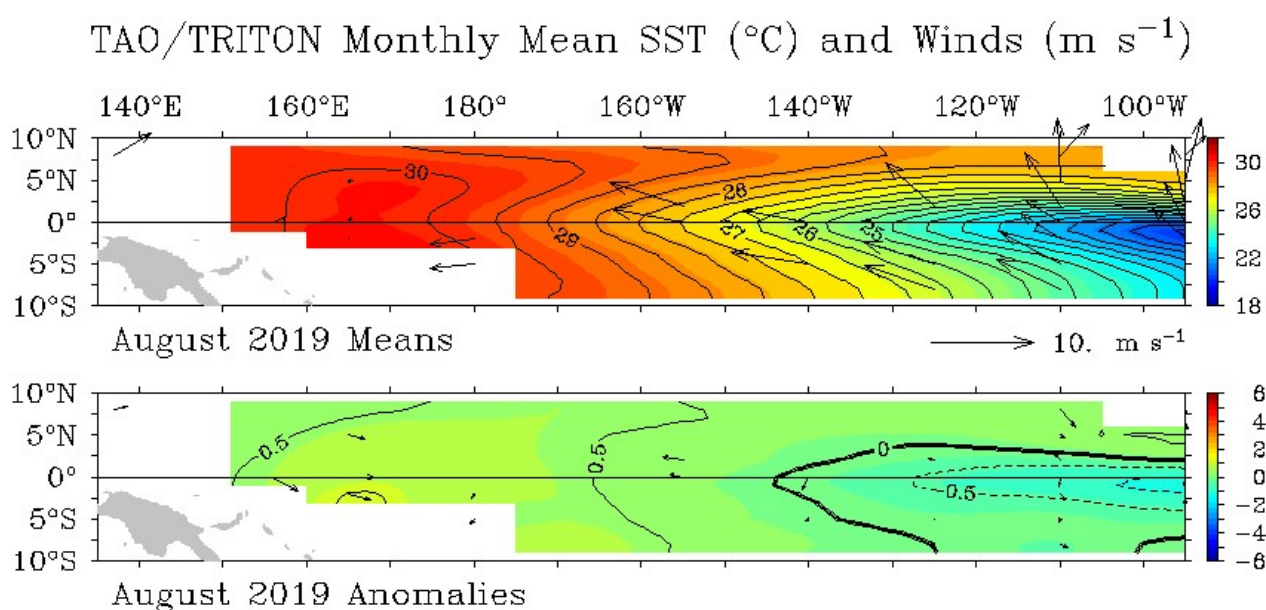 TAO/TRITON Monthly Mean SST (°C) and Winds (m s⁻¹)
140°E 160°E 180° 160°W 140°W 120°W 100°W
10°N
5°N
0°
5°S
10°S
30
29
28
27
26
25
30
26
22
18
August 2019 Means
10. m s⁻¹
10°N
5°N
0°
5°S
10°S
0.5
0.5
0
0.5
6
4
2
0
-2
-4
-6
August 2019 Anomalies